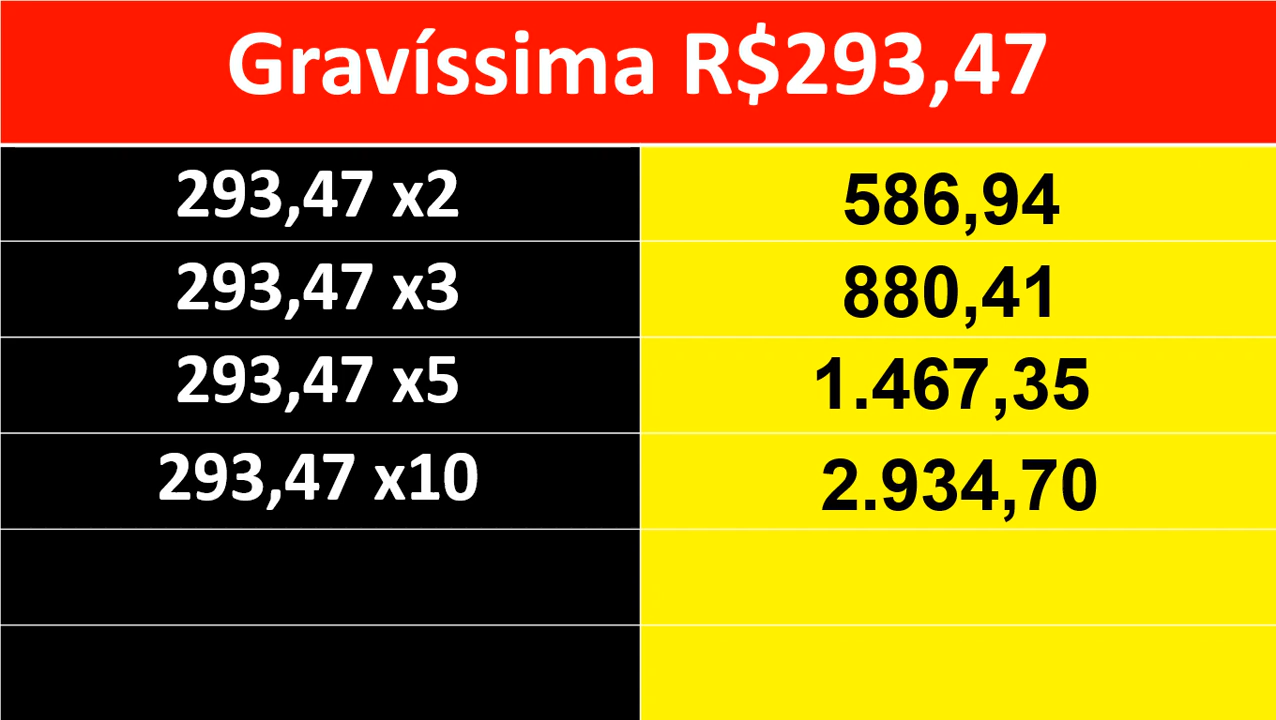 Gravíssima R$293,47
293,47 x2 586,94
293,47 x3 880,41
293,47 x5 1.467,35
293,47 x10 2.934,70